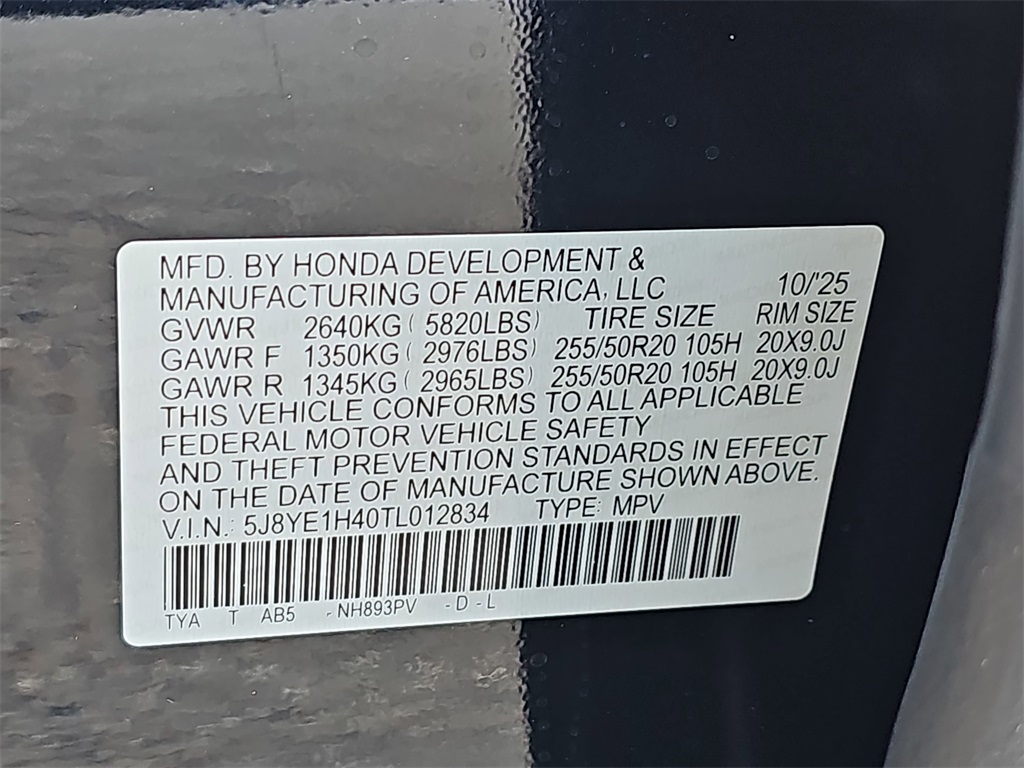 MFD. BY HONDA DEVELOPMENT &
MANUFACTURING OF AMERICA, LLC 10/'25
GVWR 2640KG ( 5820LBS) TIRE SIZE RIM SIZE
GAWR F 1350KG ( 2976LBS) 255/50R20 105H 20X9.0J
GAWR R 1345KG ( 2965LBS) 255/50R20 105H 20X9.0J
THIS VEHICLE CONFORMS TO ALL APPLICABLE
FEDERAL MOTOR VEHICLE SAFETY
AND THEFT PREVENTION STANDARDS IN EFFECT
ON THE DATE OF MANUFACTURE SHOWN ABOVE.
V.I.N.: 5J8YE1H40TL012834 TYPE: MPV
TYA T AB5 -NH893PV -D-L